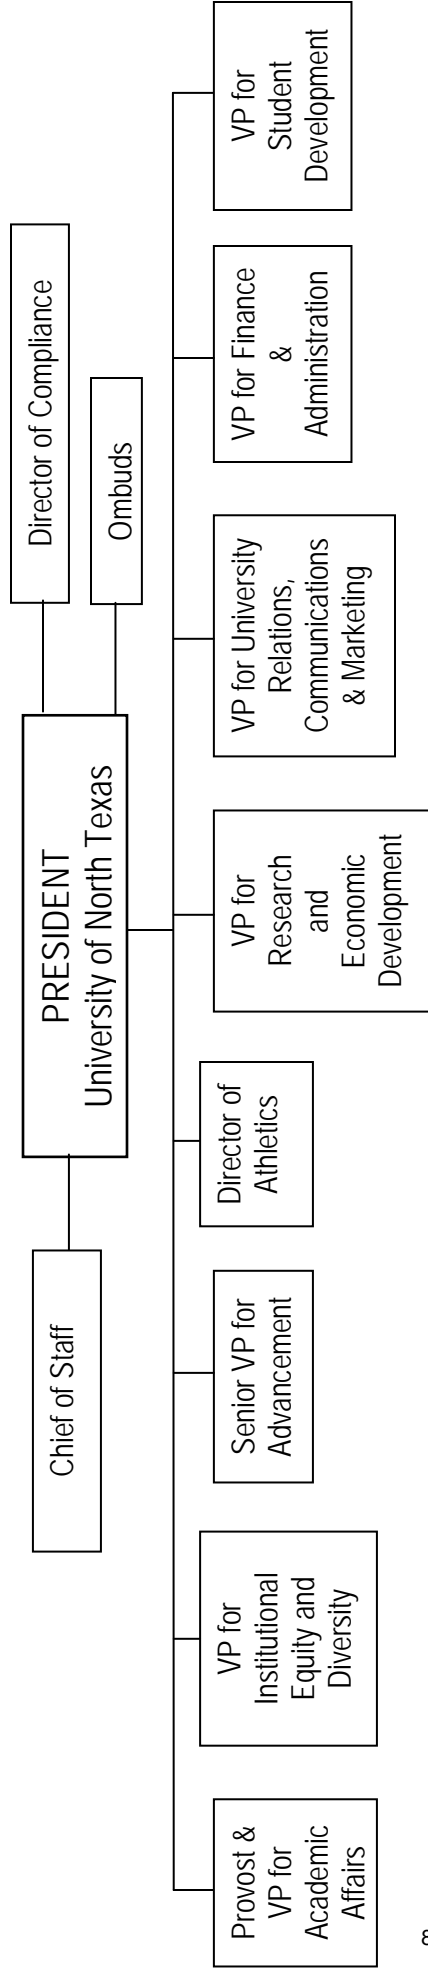 Director of Compliance
PRESIDENT
University of North Texas
Chief of Staff
Ombuds
Provost &
VP for
Academic
Affairs
VP for
Institutional
Equity and
Diversity
Senior VP for
Advancement
Director of
Athletics
VP for
Research
and
Economic
Development
VP for University
Relations,
Communications
& Marketing
VP for Finance
&
Administration
VP for
Student
Development
8